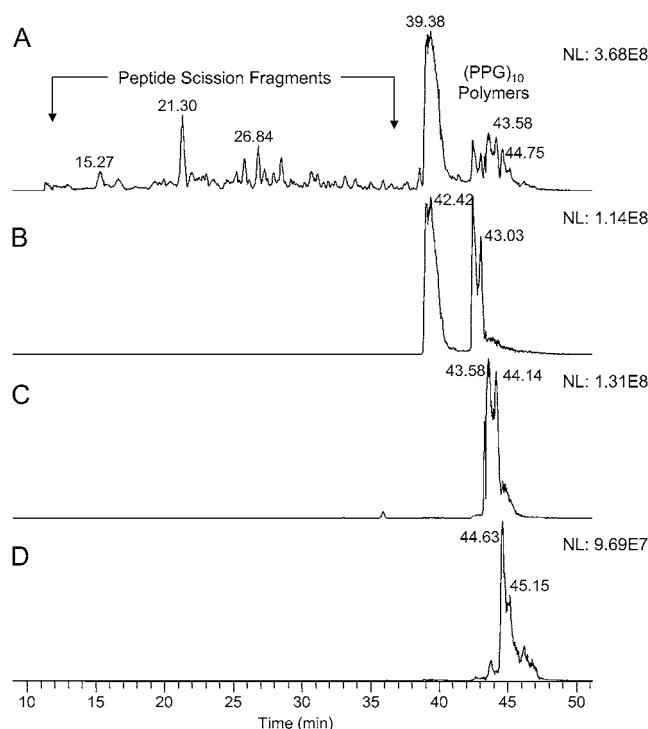 A
39.38
NL: 3.68E8
Peptide Scission Fragments
(PPG)10
Polymers
21.30
43.58
26.84
44.75
15.27
B
42.42
NL: 1.14E8
43.03
C
43.58
44.14
NL: 1.31E8
D
44.63
NL: 9.69E7
45.15
10 15 20 25 30 35 40 45 50
Time (min)